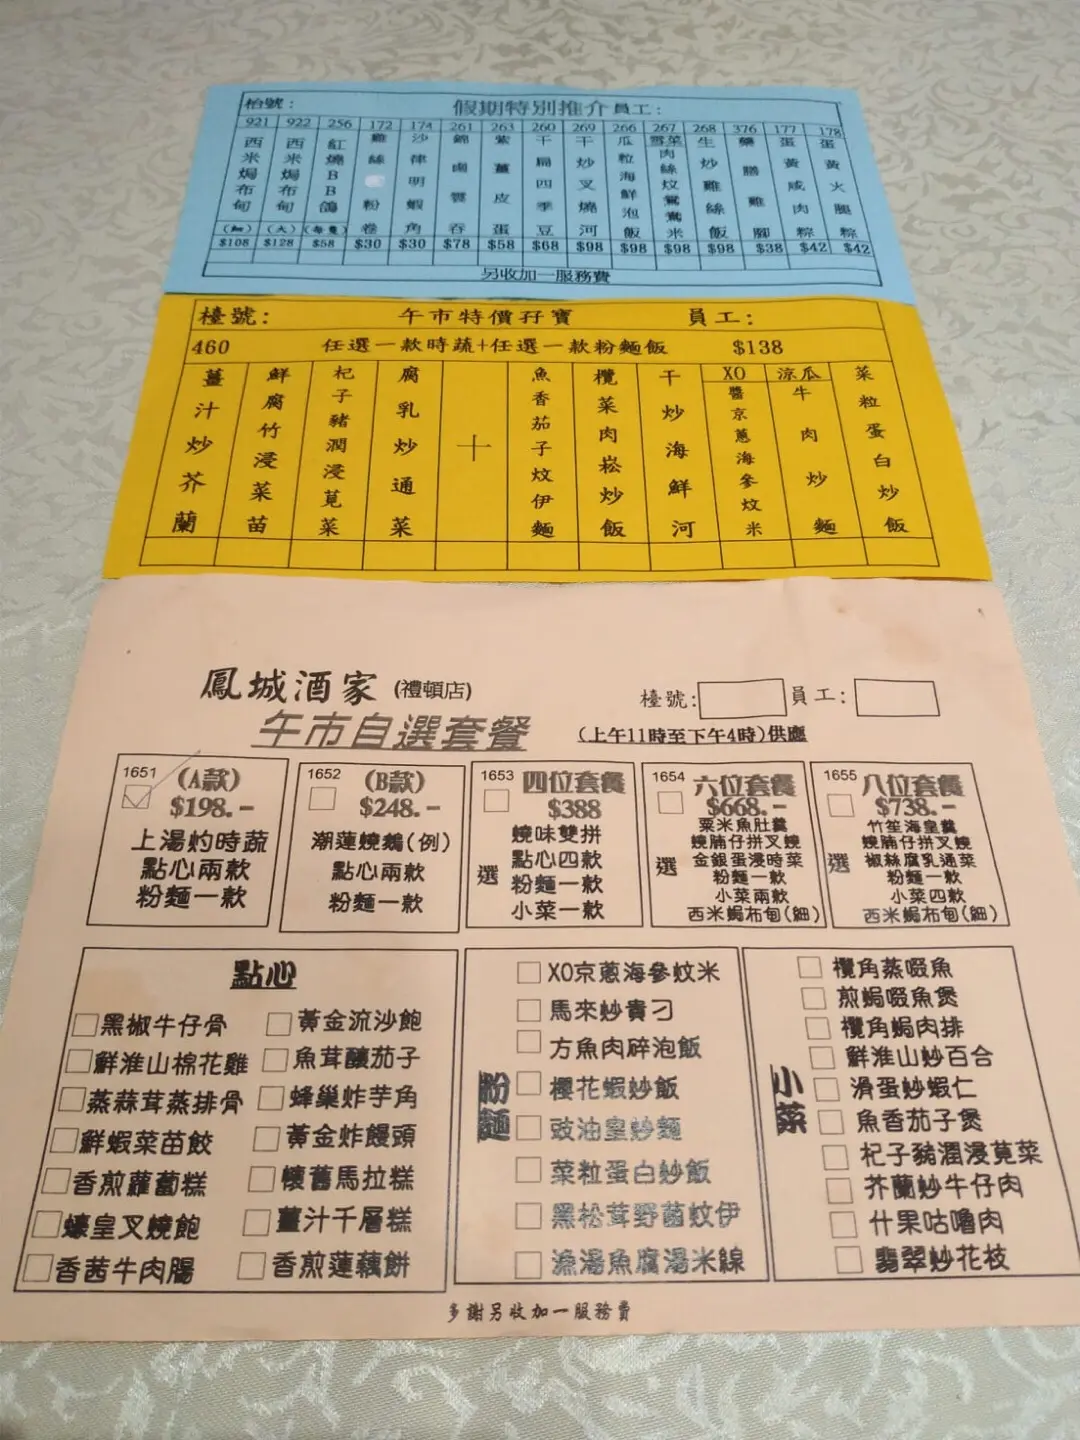 枱號： 假期特別推介 員工：
921 922 256 172 174 261 263 260 269 266 267 268 376 177 178
西米焗布甸（細） $108
西米焗布甸（大） $128
紅燒BB鴿（每隻） $58
雞絲粉卷 $30
沙律明蝦角 $30
錦鹵雲吞 $78
紫薑皮蛋 $58
干扁四季豆 $68
干炒叉燒河 $98
瓜粒海鮮泡飯 $98
雪菜肉絲炆鴛鴦米 $98
生炒雞絲飯 $98
雞腳 $38
蛋黃咸肉粽 $42
蛋黃火腿粽 $42
另收加一服務費
檯號： 午市特價孖寶 員工：
460 任選一款時蔬+任選一款粉麵飯 $138
薑汁炒芥蘭
鮮腐竹浸菜苗
杞子豬潤浸莧菜
腐乳炒通菜
十
魚香茄子炆伊麵
欖菜肉崧炒飯
干炒海鮮河
XO醬京蔥海參炆米
涼瓜牛肉炒麵
菜粒蛋白炒飯
鳳城酒家 (禮頓店)
檯號： 員工：
午市自選套餐 (上午11時至下午4時)供應
1651 (A款)
$198.-
上湯灼時蔬
點心兩款
粉麵一款
1652 (B款)
$248.-
潮蓮燒鵝(例)
點心兩款
粉麵一款
1653 四位套餐
$388
選
燒味雙拼
點心四款
粉麵一款
小菜一款
1654 六位套餐
$668.-
選
粟米魚肚羹
燒腩仔拼叉燒
金銀蛋浸時菜
粉麵一款
小菜兩款
西米焗布甸(細)
1655 八位套餐
$738.-
選
竹笙海皇羹
燒腩仔拼叉燒
椒絲腐乳通菜
粉麵一款
小菜四款
西米焗布甸(細)
點心
黑椒牛仔骨
鮮淮山棉花雞
蒸蒜茸蒸排骨
鮮蝦菜苗餃
香煎蘿蔔糕
蠔皇叉燒飽
香茜牛肉腸
黃金流沙飽
魚茸釀茄子
蜂巢炸芋角
黃金炸饅頭
懷舊馬拉糕
薑汁千層糕
香煎蓮藕餅
粉麵
XO京蔥海參炆米
馬來炒貴刁
方魚肉碎泡飯
櫻花蝦炒飯
豉油皇炒麵
菜粒蛋白炒飯
黑松茸野菌炆伊
漁湯魚腐湯米線
小菜
欖角蒸啜魚
煎焗啜魚煲
欖角焗肉排
鮮淮山炒百合
滑蛋炒蝦仁
魚香茄子煲
杞子豬潤浸莧菜
芥蘭炒牛仔肉
什果咕嚕肉
翡翠炒花枝
多謝另收加一服務費